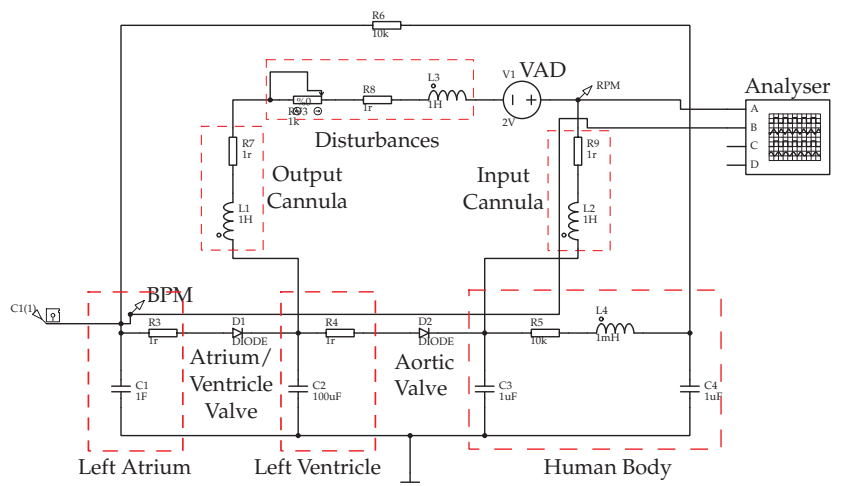 R6
10k
L3
1H
V1
VAD
2V
RPM
Analyser
A
B
C
D
%0
1k
R8
1r
Disturbances
R7
1r
Output
Cannula
L1
1H
R9
1r
Input
Cannula
L2
1H
C1(1)
BPM
R3
1r
D1
DIODE
R4
1r
D2
DIODE
R5
10k
L4
1mH
Atrium/
Ventricle
Valve
Aortic
Valve
C1
1F
C2
100uF
C3
1uF
C4
1uF
Left Atrium
Left Ventricle
Human Body